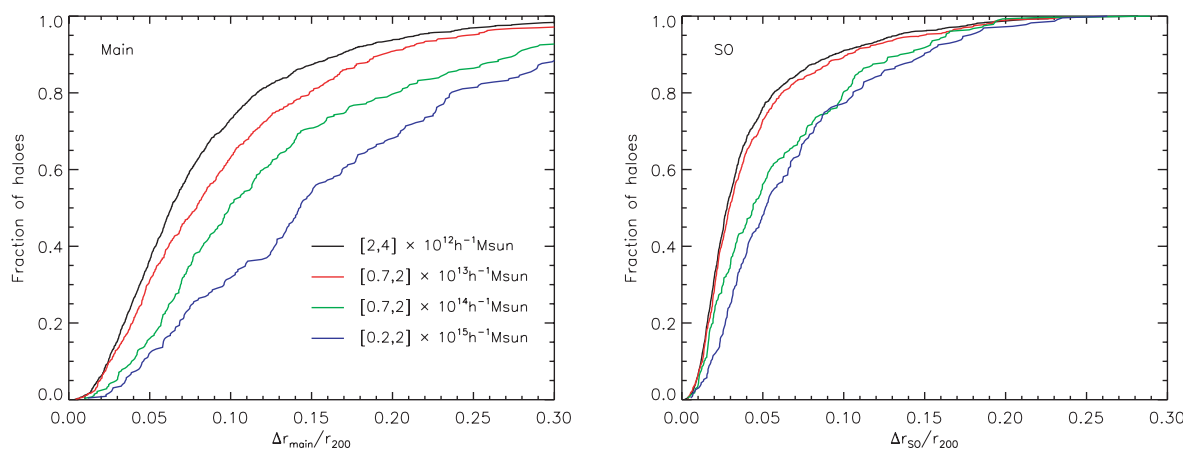 1.0
0.8
0.6
0.4
0.2
0.0
Fraction of haloes
Main
[2,4] × 10¹²h⁻¹Msun
[0.7,2] × 10¹³h⁻¹Msun
[0.7,2] × 10¹⁴h⁻¹Msun
[0.2,2] × 10¹⁵h⁻¹Msun
0.00 0.05 0.10 0.15 0.20 0.25 0.30
Δr_main/r_200
1.0
0.8
0.6
0.4
0.2
0.0
Fraction of haloes
SO
0.00 0.05 0.10 0.15 0.20 0.25 0.30
Δr_SO/r_200